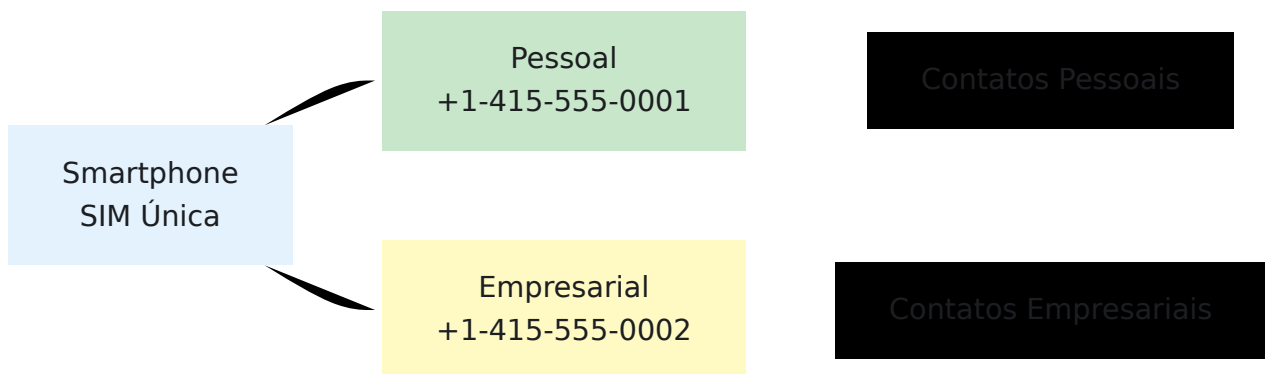 Smartphone
SIM Única
Pessoal
+1-415-555-0001
Contatos Pessoais
Empresarial
+1-415-555-0002
Contatos Empresariais